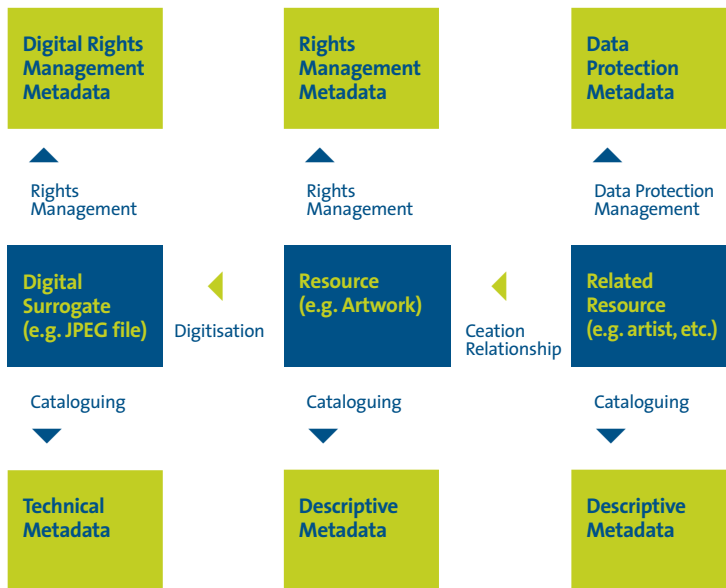 Digital Rights
Management
Metadata
Rights
Management
Metadata
Data
Protection
Metadata
Rights
Management
Rights
Management
Data Protection
Management
Digital
Surrogate
(e.g. JPEG file)
Digitisation
Resource
(e.g. Artwork)
Ceation
Relationship
Related
Resource
(e.g. artist, etc.)
Cataloguing
Cataloguing
Cataloguing
Technical
Metadata
Descriptive
Metadata
Descriptive
Metadata